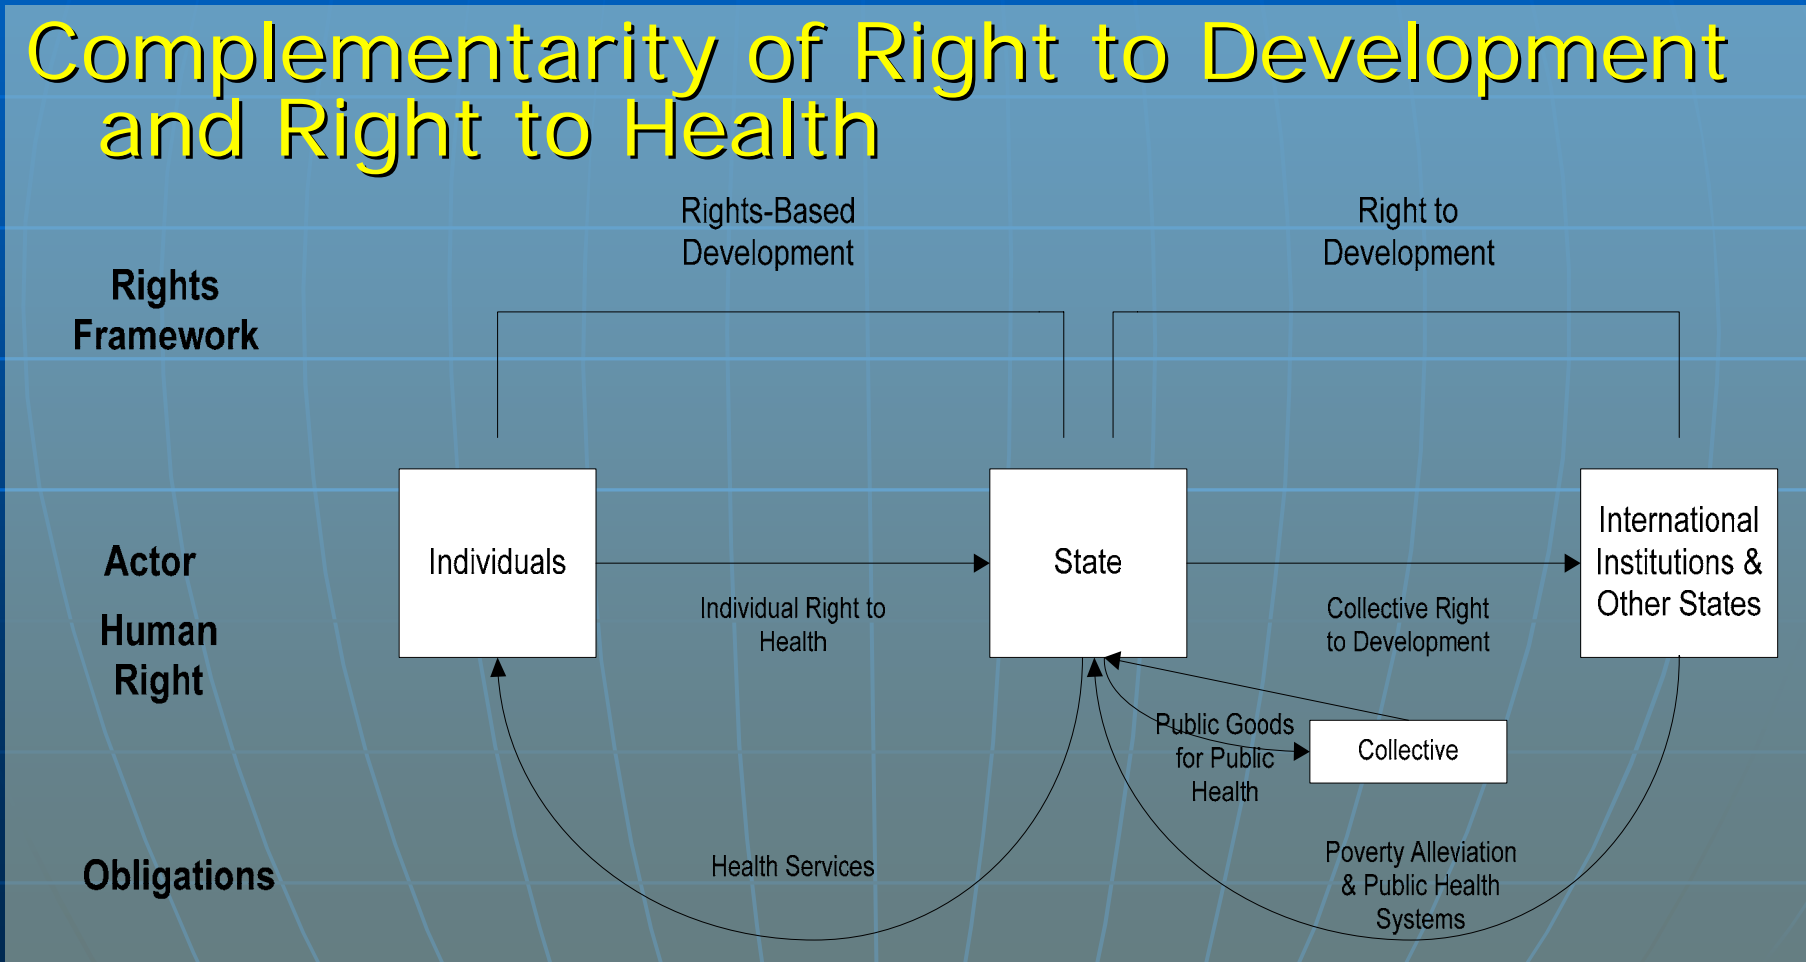 Complementarity of Right to Development
and Right to Health
Rights-Based
Development
Right to
Development
Rights
Framework
Individuals
State
International
Institutions &
Other States
Actor
Human
Right
Individual Right to
Health
Collective Right
to Development
Public Goods
for Public
Health
Collective
Obligations
Health Services
Poverty Alleviation
& Public Health
Systems